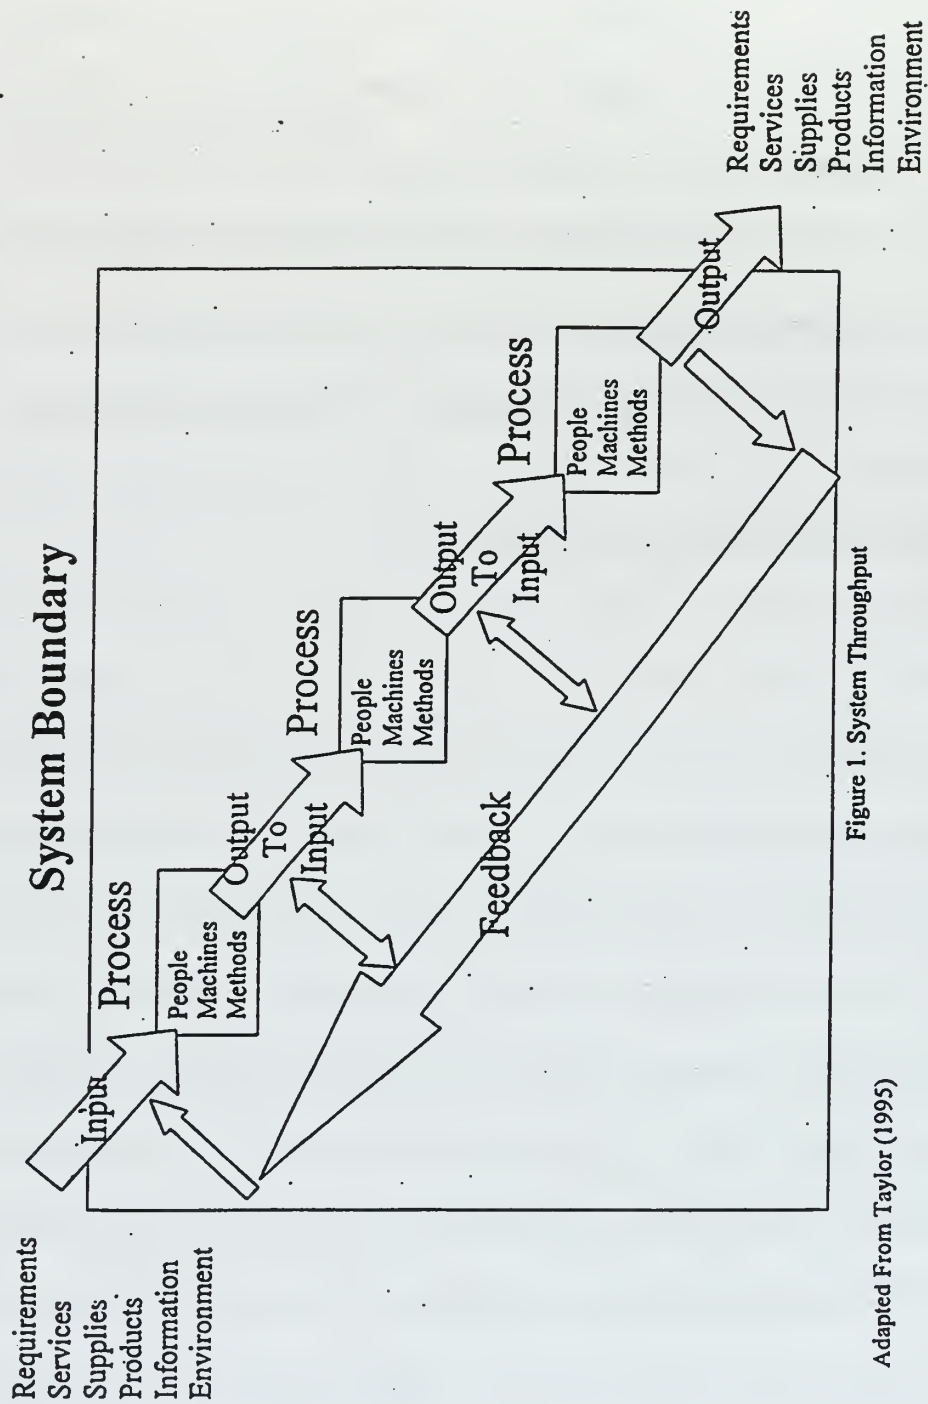 System Boundary
Requirements
Services
Supplies
Products
Information
Environment
Input
Process
People
Machines
Methods
Output
To
Input
Process
People
Machines
Methods
Output
To
Input
Process
People
Machines
Methods
Output
Requirements
Services
Supplies
Products
Information
Environment
Feedback
Figure 1. System Throughput
Adapted From Taylor (1995)